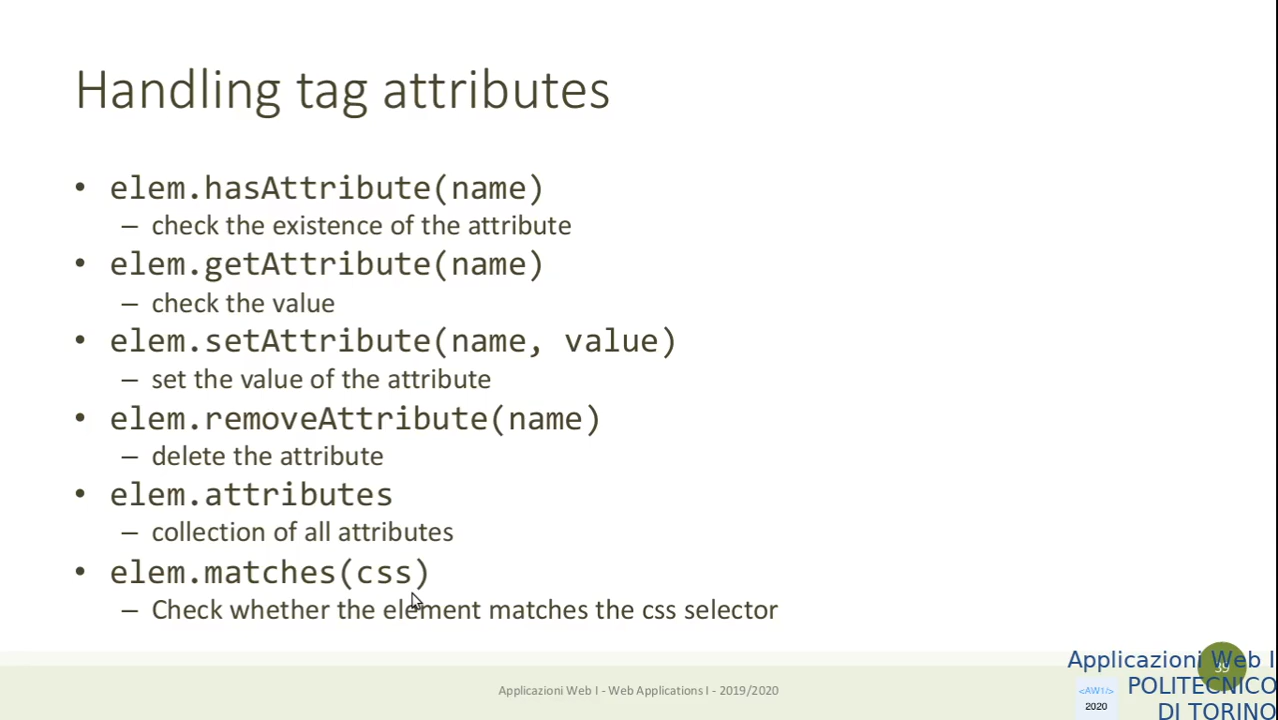 Handling tag attributes
• elem.hasAttribute(name)
– check the existence of the attribute
• elem.getAttribute(name)
– check the value
• elem.setAttribute(name, value)
– set the value of the attribute
• elem.removeAttribute(name)
– delete the attribute
• elem.attributes
– collection of all attributes
• elem.matches(css)
– Check whether the element matches the css selector
Applicazioni Web I - Web Applications I - 2019/2020
39
Applicazioni Web I
POLITECNICO
DI TORINO
<AW1/>
2020